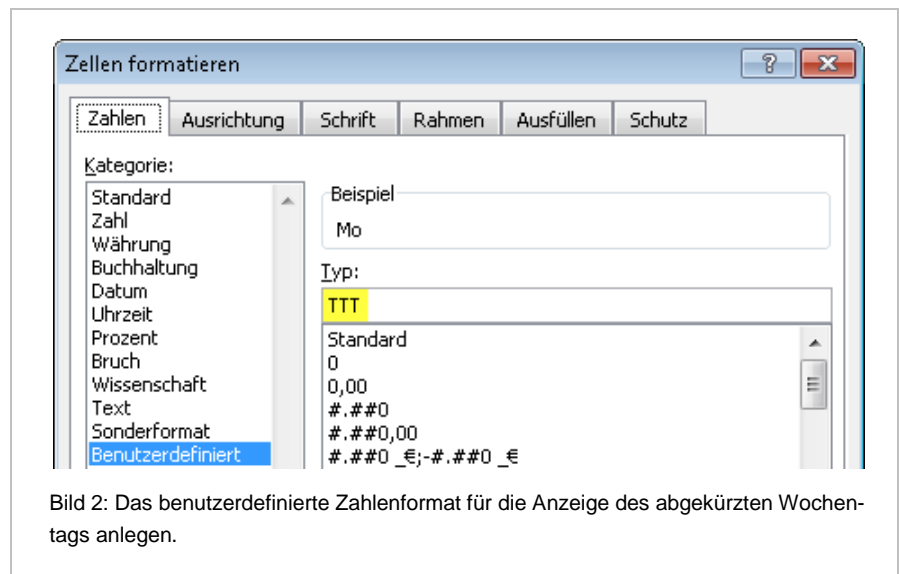 Zellen formatieren
Zahlen Ausrichtung Schrift Rahmen Ausfüllen Schutz
Kategorie:
Standard
Zahl
Währung
Buchhaltung
Datum
Uhrzeit
Prozent
Bruch
Wissenschaft
Text
Sonderformat
Benutzerdefiniert
Beispiel
Mo
Typ:
TTT
Standard
0
0,00
#.##0
#.##0,00
#.##0 _€;-#.##0 _€
Bild 2: Das benutzerdefinierte Zahlenformat für die Anzeige des abgekürzten Wochen-
tags anlegen.